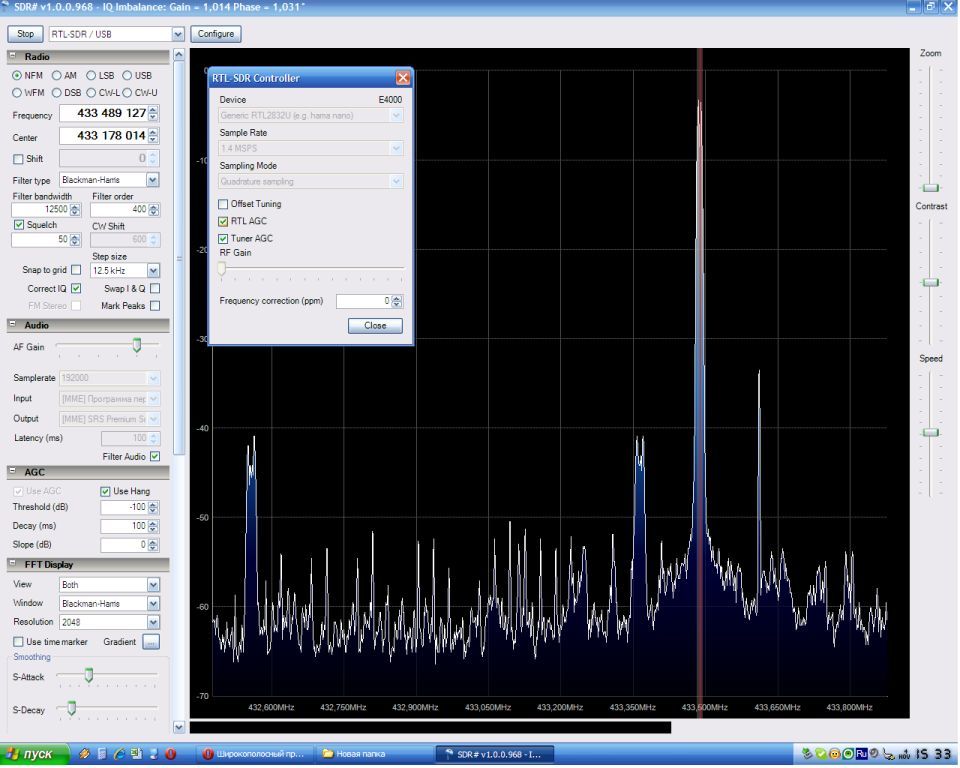 SDR# v1.0.0.968 - IQ Imbalance: Gain = 1,014 Phase = 1,031°
Stop
RTL-SDR / USB
Configure
Radio
NFM AM LSB USB
WFM DSB CW-L CW-U
Frequency 433 489 127
Center 433 178 014
Shift 0
Filter type Blackman-Harris
Filter bandwidth Filter order
12500 400
Squelch CW Shift
50 600
Step size
Snap to grid 12.5 kHz
Correct IQ Swap I & Q
FM Stereo Mark Peaks
Audio
AF Gain
Samplerate 192000
Input [MME] Программа пер
Output [MME] SRS Premium S
Latency (ms) 100
Filter Audio
AGC
Use AGC Use Hang
Threshold (dB) -100
Decay (ms) 100
Slope (dB) 0
FFT Display
View Both
Window Blackman-Harris
Resolution 2048
Use time marker Gradient ...
Smoothing
S-Attack
S-Decay
RTL-SDR Controller
Device E4000
Generic RTL2832U (e.g. hama nano)
Sample Rate
1.4 MSPS
Sampling Mode
Quadrature sampling
Offset Tuning
RTL AGC
Tuner AGC
RF Gain
Frequency correction (ppm) 0
Close
0
-10
-20
-30
-40
-50
-60
-70
432,600MHz 432,750MHz 432,900MHz 433,050MHz 433,200MHz 433,350MHz 433,500MHz 433,650MHz 433,800MHz
Zoom
Contrast
Speed
пуск
Широкополосный пр...
Новая папка
SDR# v1.0.0.968 - I...
Ru
15 33